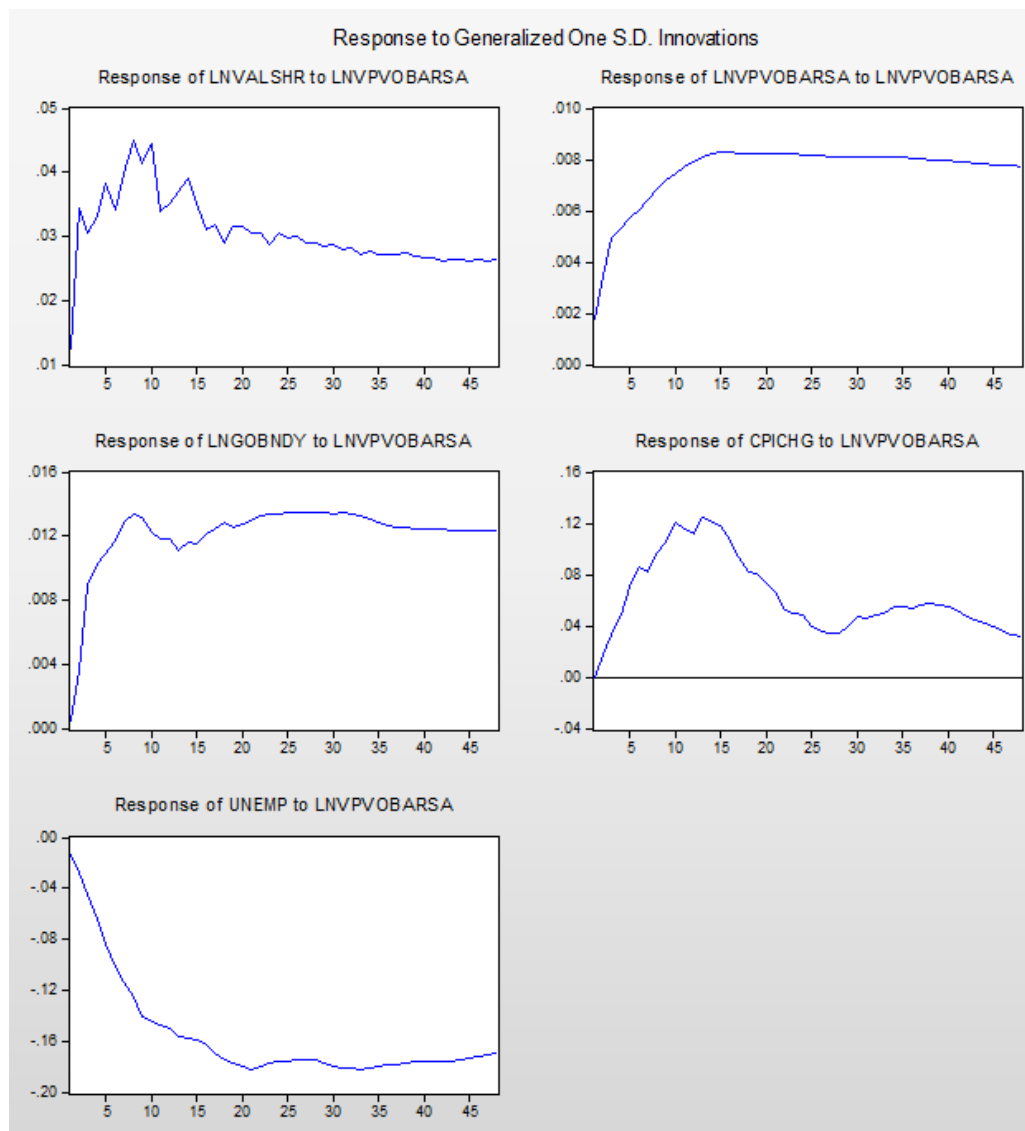 Response to Generalized One S.D. Innovations
Response of LNVALSHR to LNVPVOBARSA
.05
.04
.03
.02
.01
5 10 15 20 25 30 35 40 45
Response of LNVPVOBARSA to LNVPVOBARSA
.010
.008
.006
.004
.002
.000
5 10 15 20 25 30 35 40 45
Response of LNGOBNDY to LNVPVOBARSA
.016
.012
.008
.004
.000
5 10 15 20 25 30 35 40 45
Response of CPICHG to LNVPVOBARSA
.16
.12
.08
.04
.00
-.04
5 10 15 20 25 30 35 40 45
Response of UNEMP to LNVPVOBARSA
.00
-.04
-.08
-.12
-.16
-.20
5 10 15 20 25 30 35 40 45